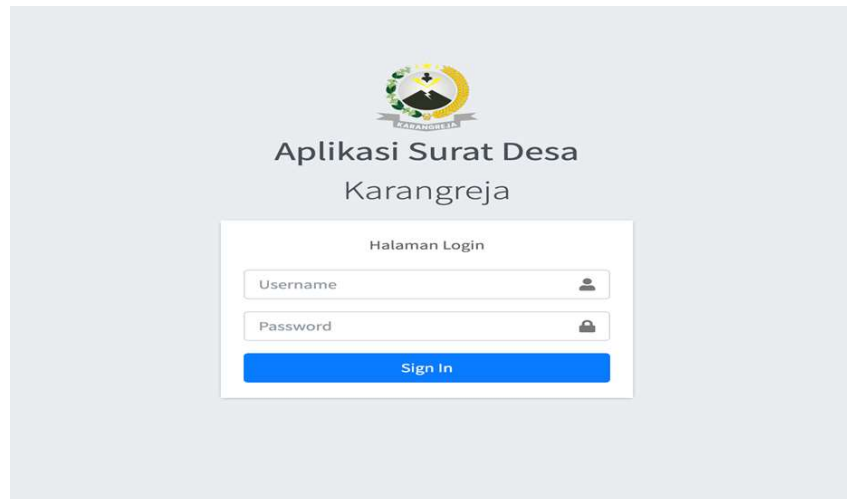 KARANGREJA
Aplikasi Surat Desa
Karangreja
Halaman Login
Username
Password
Sign In